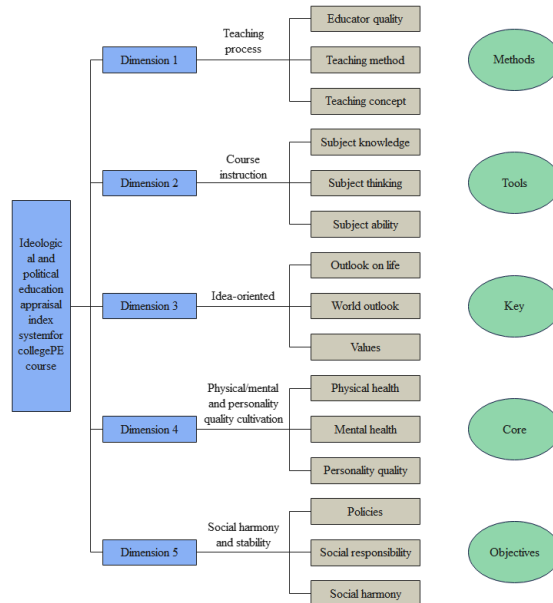 Ideologic
al and
political
education
appraisal
index
systemfor
collegePE
course
Dimension 1
Teaching
process
Educator quality
Teaching method
Teaching concept
Methods
Dimension 2
Course
instruction
Subject knowledge
Subject thinking
Subject ability
Tools
Dimension 3
Idea-oriented
Outlook on life
World outlook
Values
Key
Dimension 4
Physical/mental
and personality
quality cultivation
Physical health
Mental health
Personality quality
Core
Dimension 5
Social harmony
and stability
Policies
Social responsibility
Social harmony
Objectives